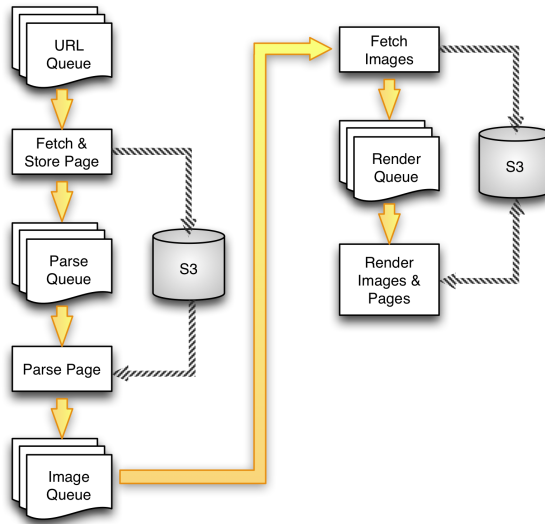 URL
Queue
Fetch &
Store Page
Parse
Queue
S3
Parse Page
Image
Queue
Fetch
Images
Render
Queue
S3
Render
Images &
Pages